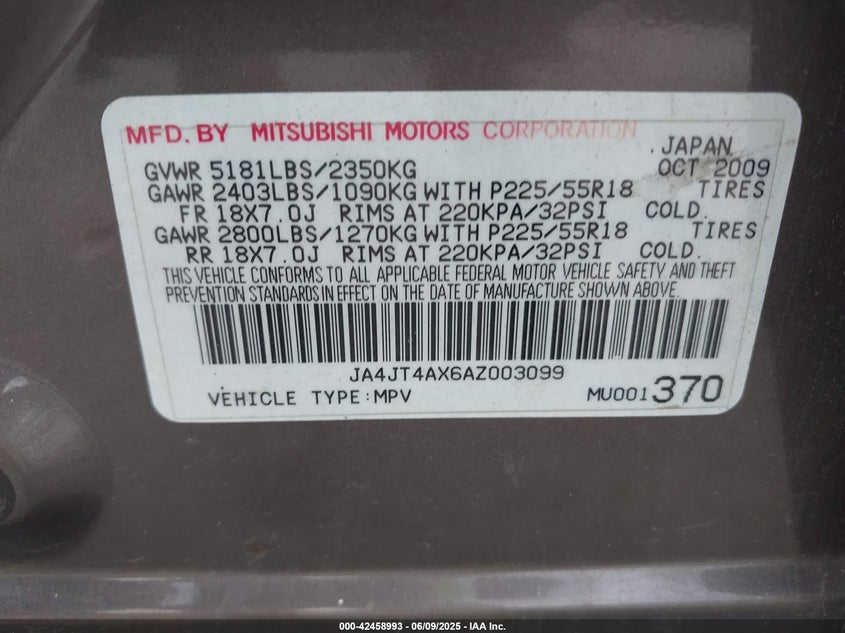 MFD. BY MITSUBISHI MOTORS CORPORATION
JAPAN
GVWR 5181LBS/2350KG OCT 2009
GAWR 2403LBS/1090KG WITH P225/55R18 TIRES
FR 18X7.0J RIMS AT 220KPA/32PSI COLD.
GAWR 2800LBS/1270KG WITH P225/55R18 TIRES
RR 18X7.0J RIMS AT 220KPA/32PSI COLD.
THIS VEHICLE CONFORMS TO ALL APPLICABLE FEDERAL MOTOR VEHICLE SAFETY AND THEFT
PREVENTION STANDARDS IN EFFECT ON THE DATE OF MANUFACTURE SHOWN ABOVE.
JA4JT4AX6AZ003099
VEHICLE TYPE:MPV MU001370
000-42458993 | 06/09/2025 - IAA Inc.